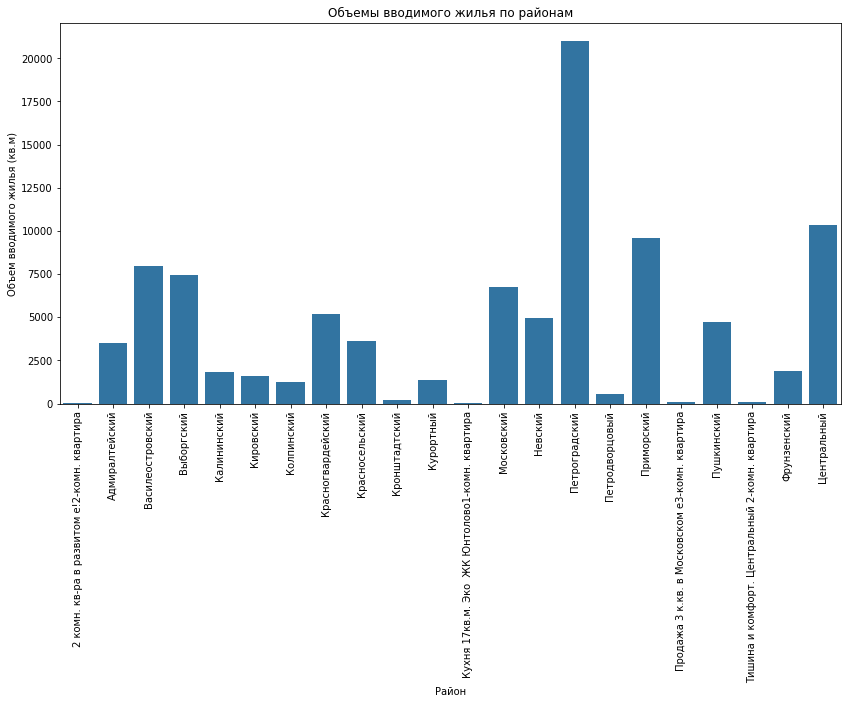 Объемы вводимого жилья по районам
Объем вводимого жилья (кв.м)
20000
17500
15000
12500
10000
7500
5000
2500
0
2 комн. кв-ра в развитом е!2-комн. квартира
Адмиралтейский
Василеостровский
Выборгский
Калининский
Кировский
Колпинский
Красногвардейский
Красносельский
Кронштадтский
Курортный
Кухня 17кв.м. Эко  ЖК Юнтолово1-комн. квартира
Московский
Невский
Петроградский
Петродворцовый
Приморский
Продажа 3 к.кв. в Московском е3-комн. квартира
Пушкинский
Тишина и комфорт. Центральный 2-комн. квартира
Фрунзенский
Центральный
Район